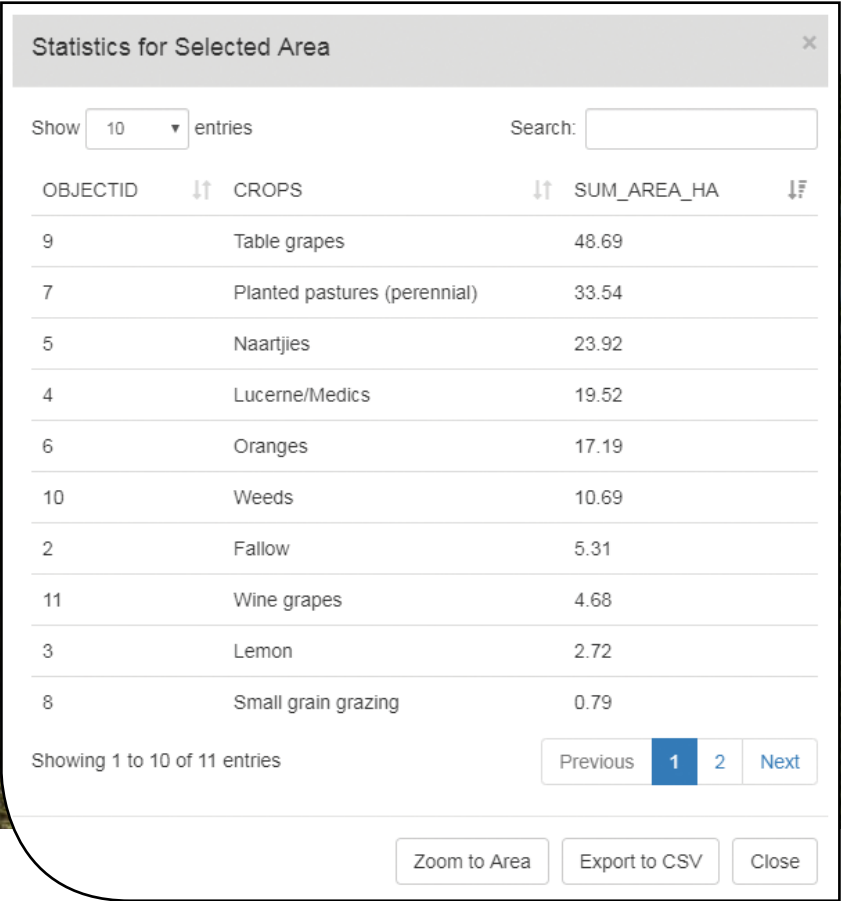 Statistics for Selected Area ×
Show 10 entries Search:
OBJECTID CROPS SUM_AREA_HA
9 Table grapes 48.69
7 Planted pastures (perennial) 33.54
5 Naartjies 23.92
4 Lucerne/Medics 19.52
6 Oranges 17.19
10 Weeds 10.69
2 Fallow 5.31
11 Wine grapes 4.68
3 Lemon 2.72
8 Small grain grazing 0.79
Showing 1 to 10 of 11 entries Previous 1 2 Next
Zoom to Area Export to CSV Close